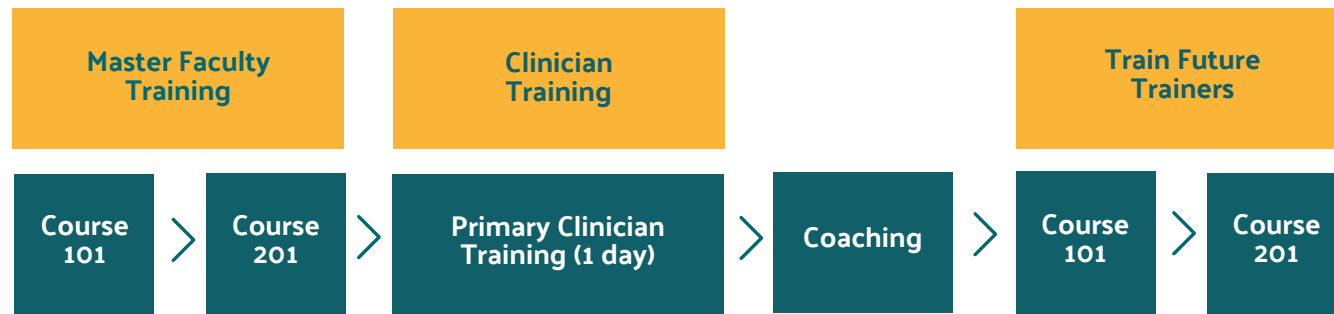 Master Faculty
Training
Clinician
Training
Train Future
Trainers
Course
101
Course
201
Primary Clinician
Training (1 day)
Coaching
Course
101
Course
201